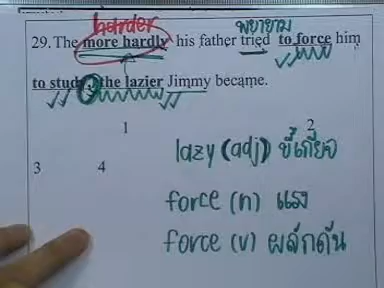 harder พยายาม
29. The more hardly his father tried to force him
to study, the lazier Jimmy became.
1 2
lazy (adj) ขี้เกียจ
3 4
force (n) แรง
force (v) ผลักดัน